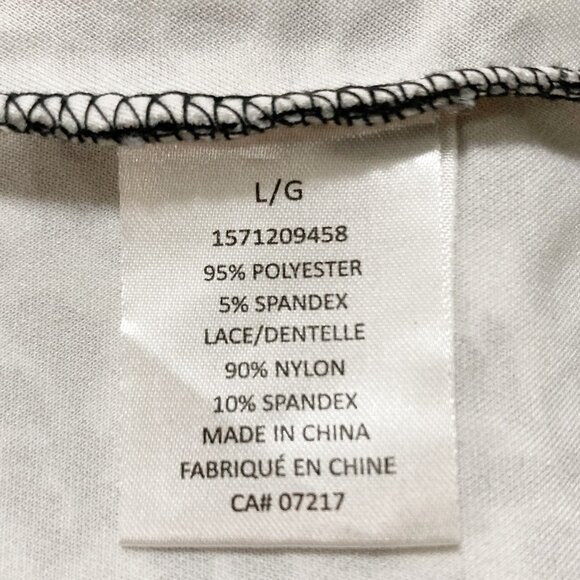 L/G
1571209458
95% POLYESTER
5% SPANDEX
LACE/DENTELLE
90% NYLON
10% SPANDEX
MADE IN CHINA
FABRIQUÉ EN CHINE
CA# 07217